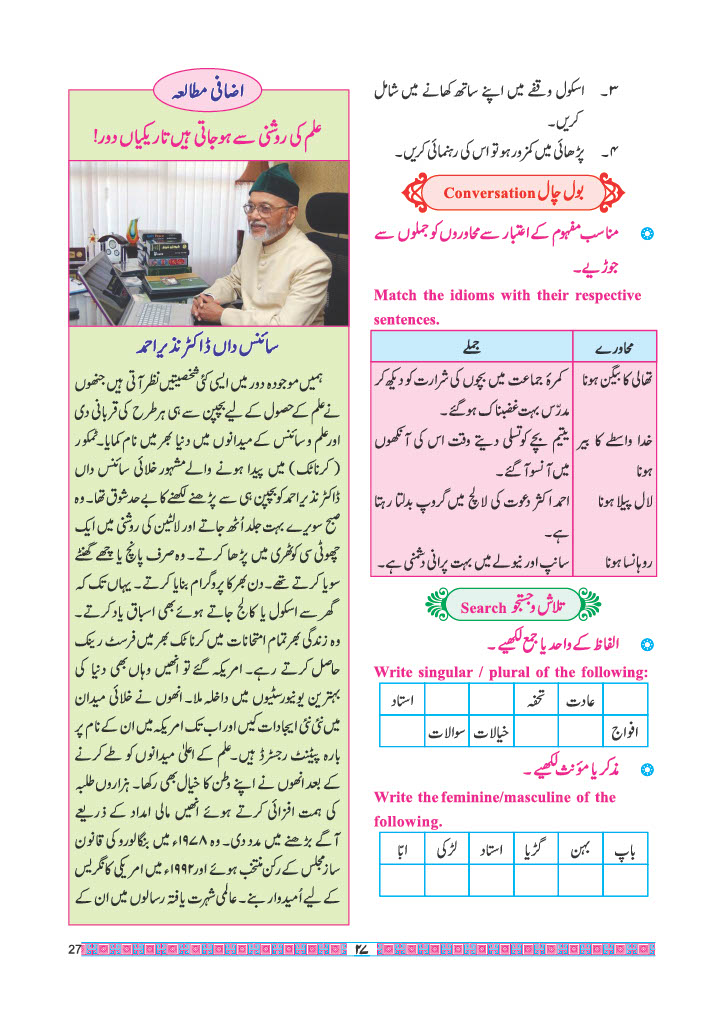 ۳۔ اسکول وقفے میں اپنے ساتھ کھانے میں شامل
کریں۔
۴۔ پڑھائی میں کمزور ہو تو اس کی رہنمائی کریں۔
بول چال Conversation
مناسب مفہوم کے اعتبار سے محاوروں کو جملوں سے
جوڑیے۔
Match the idioms with their respective
sentences.
محاورے جملے
تھالی کا بیگن ہونا کمرۂ جماعت میں بچوں کی شرارت کو دیکھ کر
مدرّس بہت غضبناک ہوگئے۔
خدا واسطے کا بیر یتیم بچے کو تسلی دیتے وقت اس کی آنکھوں
ہونا میں آنسو آگئے۔
لال پیلا ہونا احمد اکثر دعوت کی لالچ میں گروپ بدلتا رہتا
ہے۔
روہانسا ہونا سانپ اور نیولے میں بہت پرانی دشمنی ہے۔
تلاش و جستجو Search
الفاظ کے واحد یا جمع لکھیے۔
Write singular / plural of the following:
عادت تحفہ استاد
افواج خیالات سوالات
مذکر یا مؤنث لکھیے۔
Write the feminine/masculine of the
following.
باپ بہن گڑیا استاد لڑکی ابّا
اضافی مطالعہ
علم کی روشنی سے ہوجاتی ہیں تاریکیاں دور!
سائنس داں ڈاکٹر نذیر احمد
ہمیں موجودہ دور میں ایسی کئی شخصیتیں نظر آتی ہیں جنھوں
نے علم کے حصول کے لیے بچپن سے ہی ہر طرح کی قربانی دی
اور علم و سائنس کے میدانوں میں دنیا بھر میں نام کمایا۔ ٹمکور
(کرناٹک) میں پیدا ہونے والے مشہور خلائی سائنس داں
ڈاکٹر نذیر احمد کو بچپن ہی سے پڑھنے لکھنے کا بے حد شوق تھا۔ وہ
صبح سویرے بہت جلد اُٹھ جاتے اور لالٹین کی روشنی میں ایک
چھوٹی سی کوٹھری میں پڑھا کرتے۔ وہ صرف پانچ یا چھے گھنٹے
سویا کرتے تھے۔ دن بھر کا پروگرام بنایا کرتے۔ یہاں تک کہ
گھر سے اسکول یا کالج جاتے ہوئے بھی اسباق یاد کرتے۔
وہ زندگی بھر تمام امتحانات میں کرناٹک بھر میں فرسٹ رینک
حاصل کرتے رہے۔ امریکہ گئے تو انھیں وہاں بھی دنیا کی
بہترین یونیورسٹیوں میں داخلہ ملا۔ انھوں نے خلائی میدان
میں نئی نئی ایجادات کیں اور اب تک امریکہ میں ان کے نام پر
بارہ پیٹنٹ رجسٹرڈ ہیں۔ علم کے اعلیٰ میدانوں کو طے کرنے
کے بعد انھوں نے اپنے وطن کا خیال بھی رکھا۔ ہزاروں طلبہ
کی ہمت افزائی کرتے ہوئے انھیں مالی امداد کے ذریعے
آگے بڑھنے میں مدد دی۔ وہ ۱۹۷۸ء میں بنگالورو کی قانون
ساز مجلس کے رکن منتخب ہوئے اور ۱۹۹۲ء میں امریکی کانگریس
کے لیے اُمیدوار بنے۔ عالمی شہرت یافتہ رسالوں میں ان کے
27
۲۷